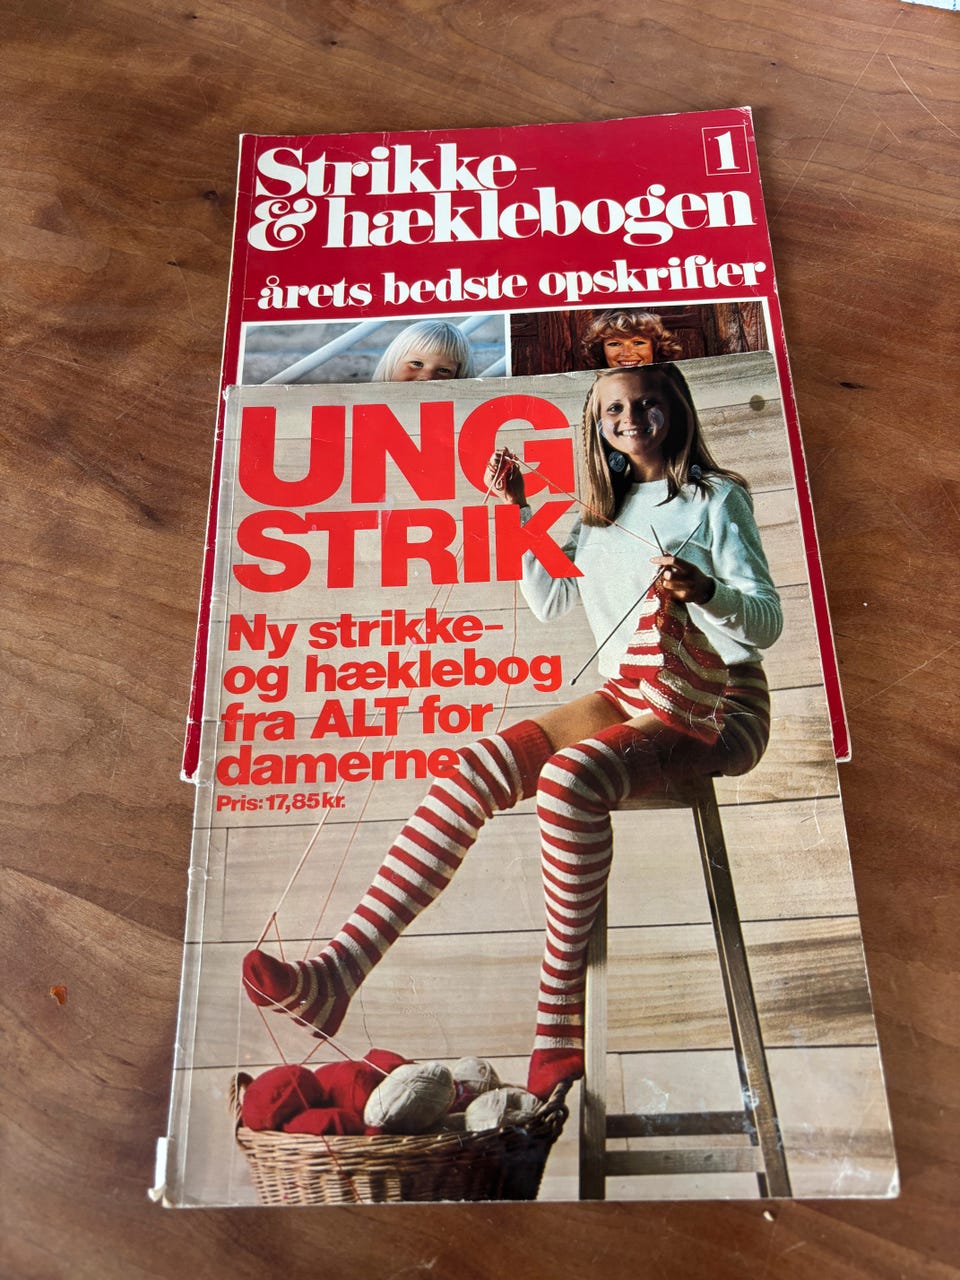 Strikke-
& hæklebogen
1
årets bedste opskrifter
UNG
STRIK
Ny strikke-
og hæklebog
fra ALT for
damerne
Pris: 17,85 kr.